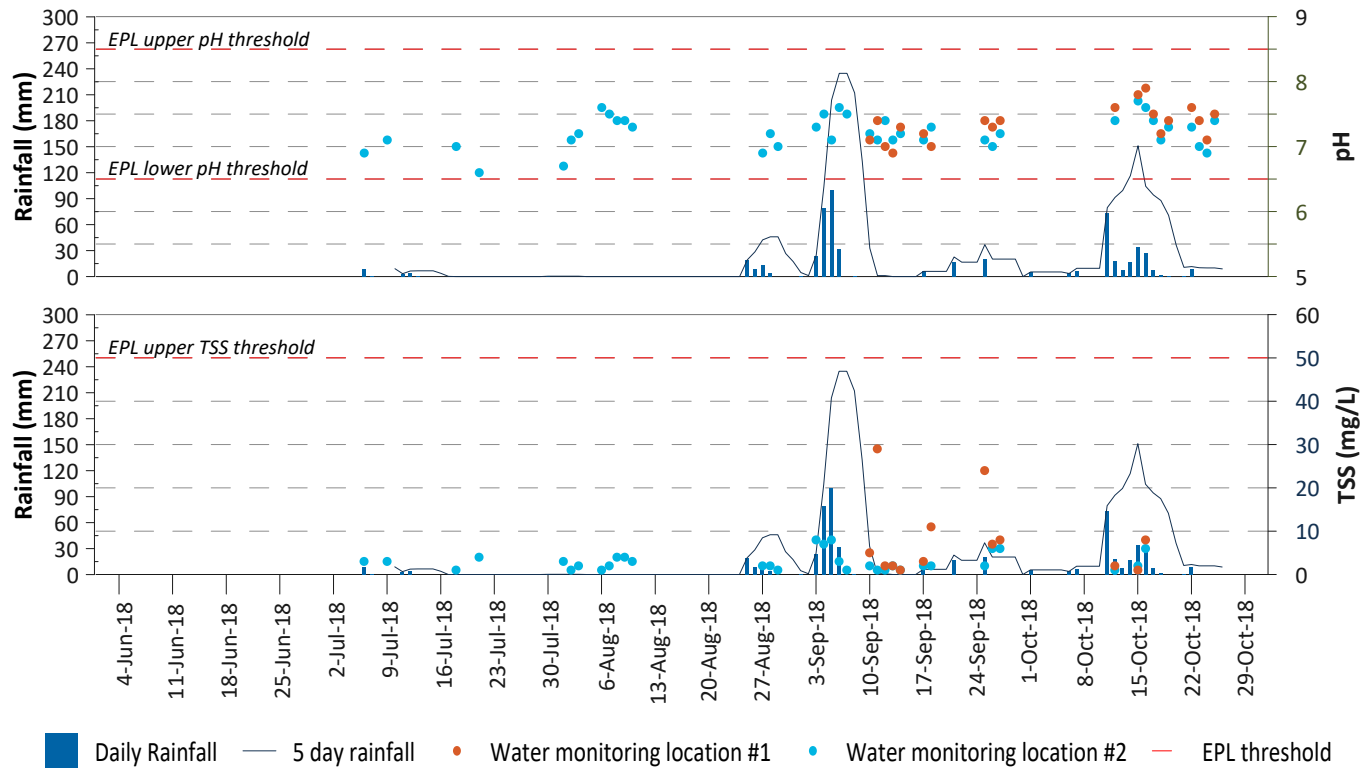 300
270
240
210
180
150
120
90
60
30
0
Rainfall (mm)
EPL upper pH threshold
EPL lower pH threshold
9
8
7
6
5
pH
300
270
240
210
180
150
120
90
60
30
0
Rainfall (mm)
EPL upper TSS threshold
60
50
40
30
20
10
0
TSS (mg/L)
4-Jun-18
11-Jun-18
18-Jun-18
25-Jun-18
2-Jul-18
9-Jul-18
16-Jul-18
23-Jul-18
30-Jul-18
6-Aug-18
13-Aug-18
20-Aug-18
27-Aug-18
3-Sep-18
10-Sep-18
17-Sep-18
24-Sep-18
1-Oct-18
8-Oct-18
15-Oct-18
22-Oct-18
29-Oct-18
Daily Rainfall 5 day rainfall Water monitoring location #1 Water monitoring location #2 EPL threshold